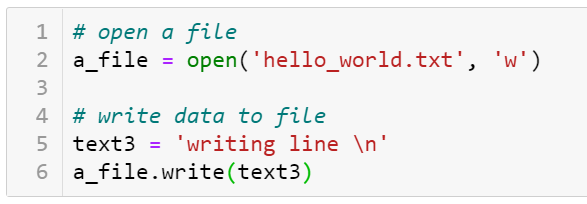 1 # open a file
2 a_file = open('hello_world.txt', 'w')
3
4 # write data to file
5 text3 = 'writing line \n'
6 a_file.write(text3)